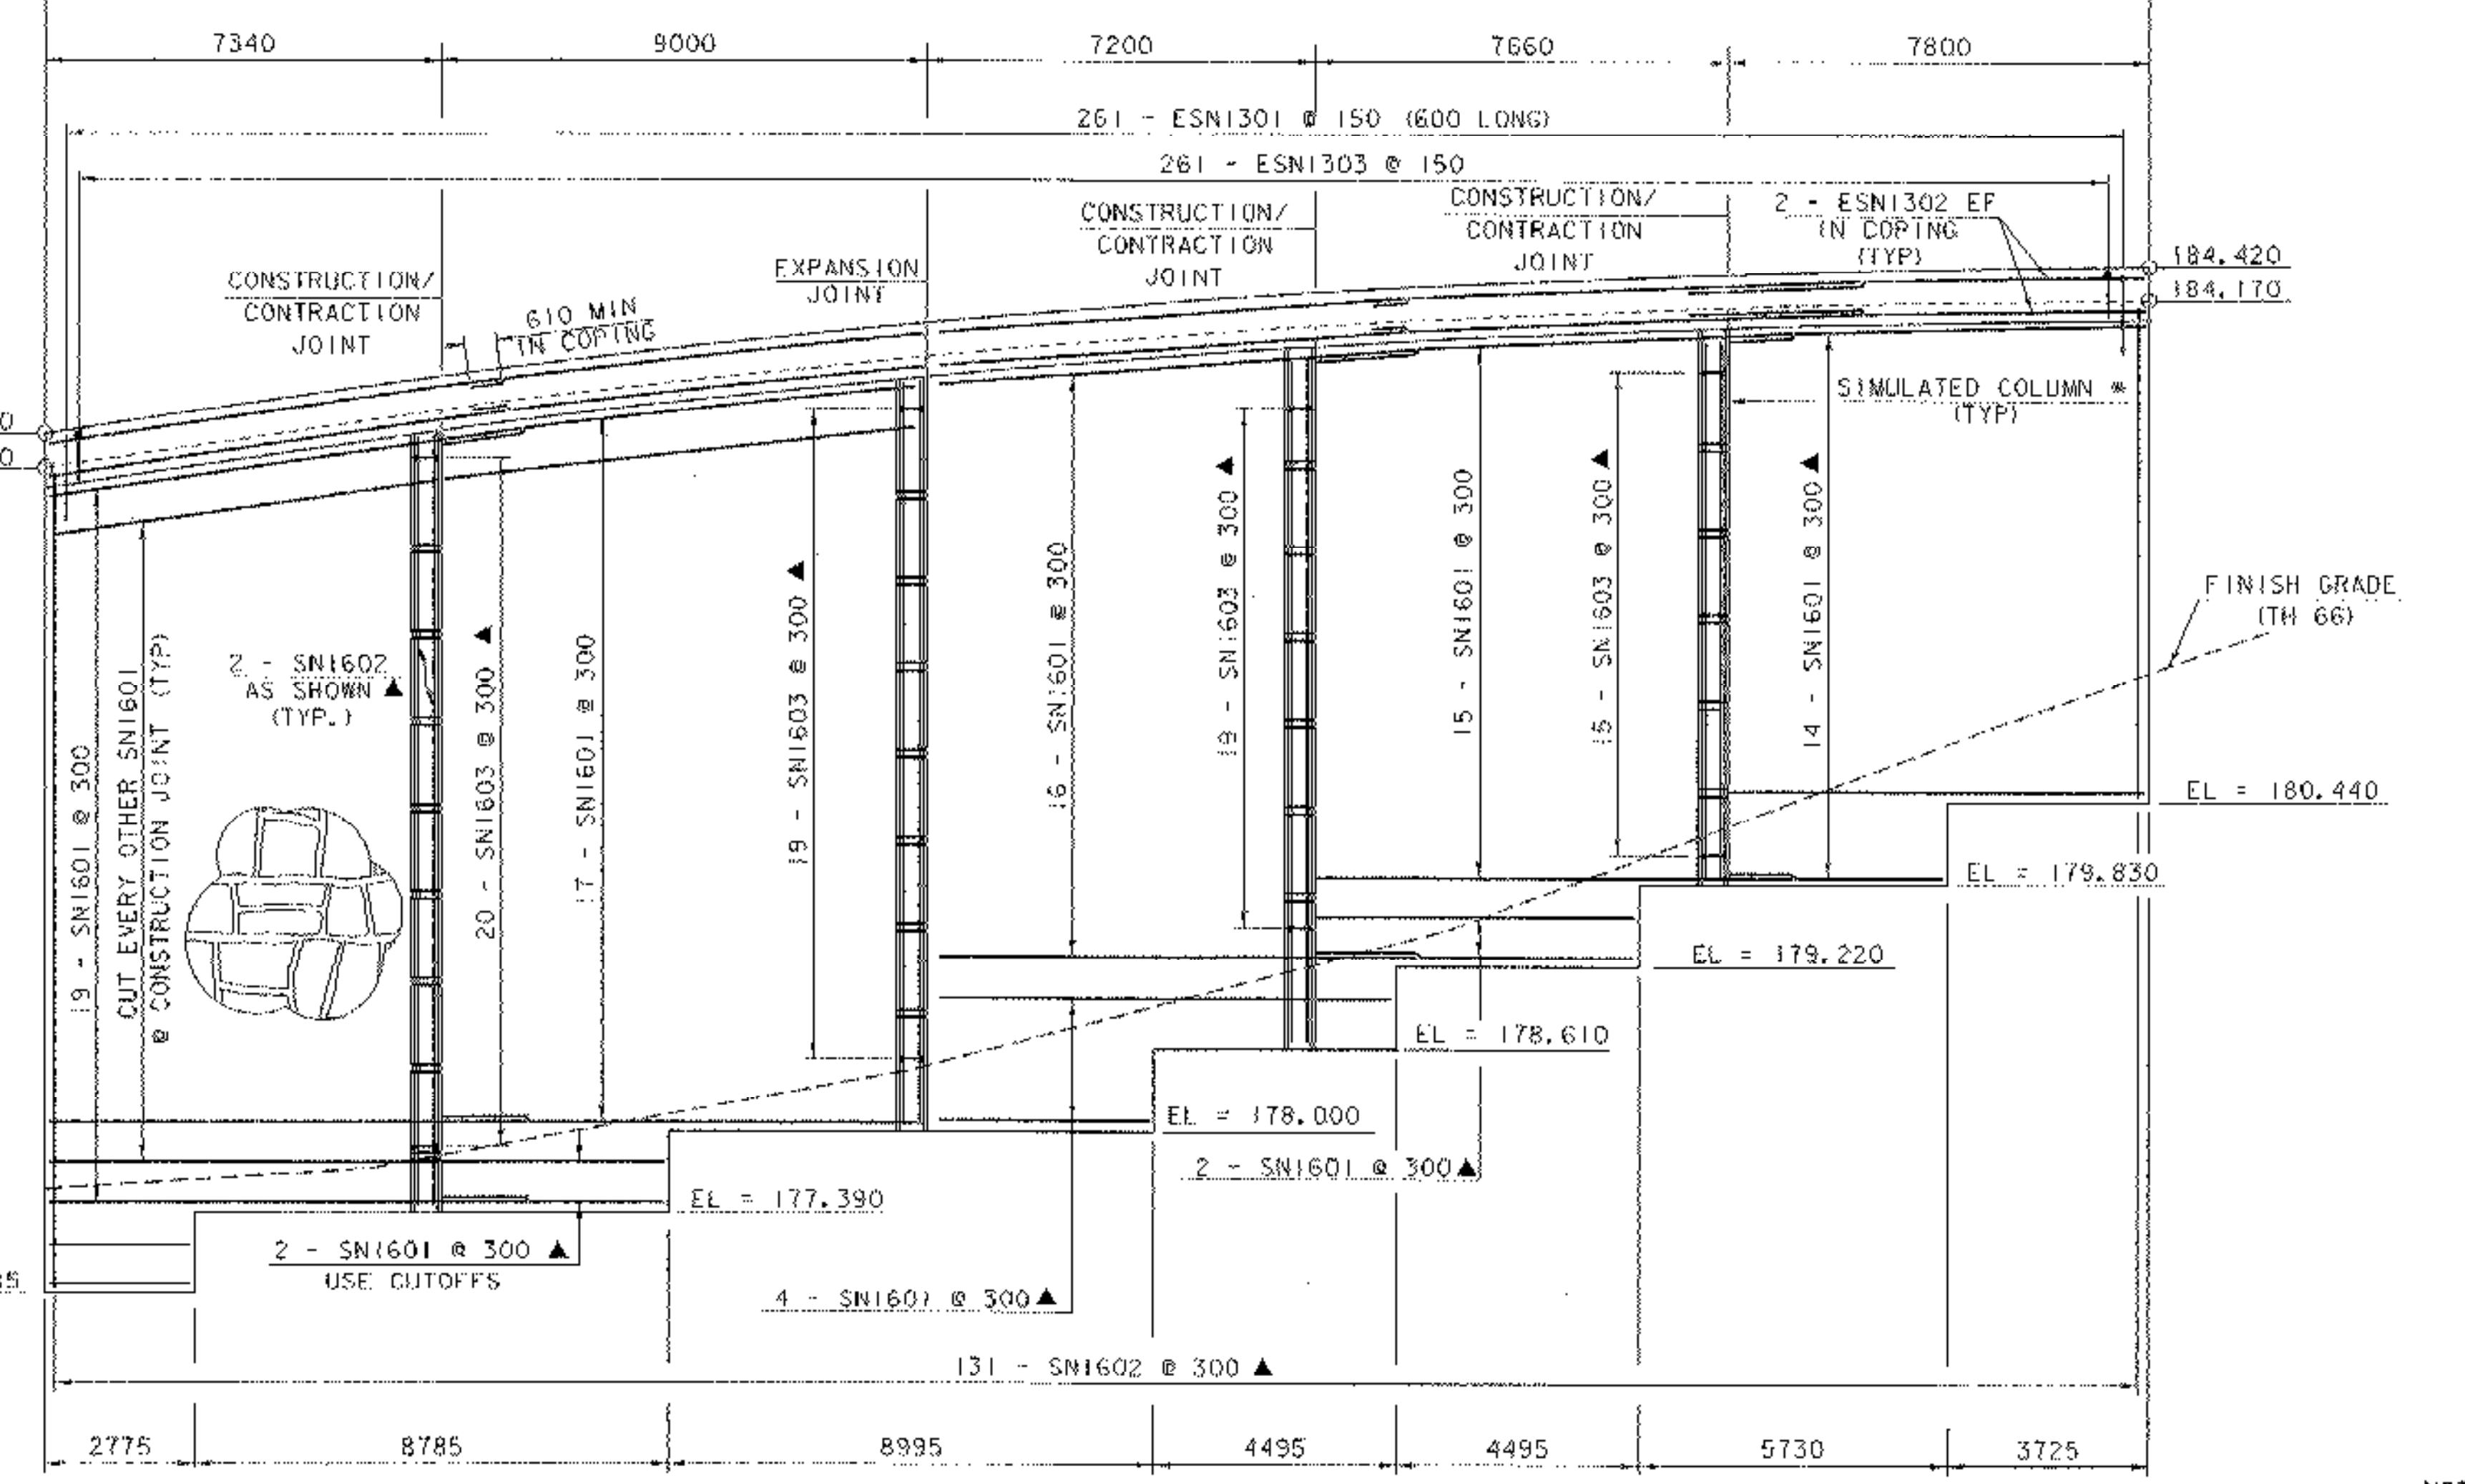 7340
9000
7200
7660
7800
261 - ESN1301 @ 150 (600 LONG)
261 - ESN1303 @ 150
CONSTRUCTION/
CONTRACTION
JOINT
610 MIN
IN COPING
EXPANSION
JOINT
CONSTRUCTION/
CONTRACTION
JOINT
CONSTRUCTION/
CONTRACTION
JOINT
2 - ESN1302 EF
IN COPING
(TYP)
184.420
184.170
0
0
SIMULATED COLUMN *
(TYP)
FINISH GRADE
(TH 66)
19 - SN1601 @ 300
CUT EVERY OTHER SN1601
@ CONSTRUCTION JOINT (TYP)
2 - SN1602
AS SHOWN ▲
(TYP.)
20 - SN1603 @ 300 ▲
17 - SN1601 @ 300
19 - SN1603 @ 300 ▲
16 - SN1601 @ 300
19 - SN1603 @ 300 ▲
15 - SN1601 @ 300
15 - SN1603 @ 300 ▲
14 - SN1601 @ 300 ▲
EL = 180.440
EL = 179.830
EL = 179.220
EL = 178.610
EL = 178.000
2 - SN1601 @ 300 ▲
EL = 177.390
2 - SN1601 @ 300 ▲
USE CUTOFFS
4 - SN1601 @ 300 ▲
131 - SN1602 @ 300 ▲
2775
8785
8995
4495
4495
5730
3725